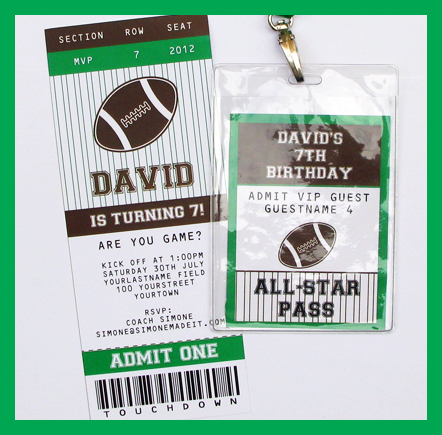 SECTION ROW SEAT
MVP 7 2012
DAVID
IS TURNING 7!
ARE YOU GAME?
KICK OFF AT 1:00PM
SATURDAY 30TH JULY
YOURLASTNAME FIELD
100 YOURSTREET
YOURTOWN
RSVP:
COACH SIMONE
SIMONE@SIMONEMADEIT.CO
ADMIT ONE
TOUCHDOWN
DAVID'S
7TH
BIRTHDAY
ADMIT VIP GUEST
GUESTNAME 4
ALL-STAR
PASS